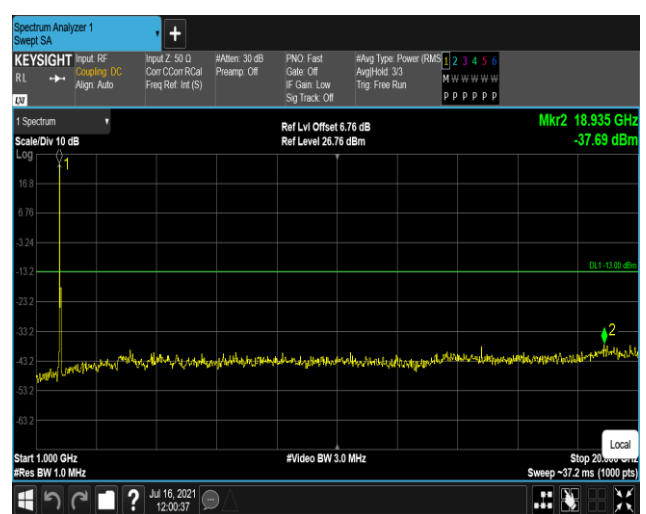 Spectrum Analyzer 1
Swept SA
+
KEYSIGHT Input: RF Input Z: 50 Ω #Atten: 30 dB PNO: Fast #Avg Type: Power (RMS 1 2 3 4 5 6
RL Coupling: DC Corr CCorr RCal Preamp: Off Gate: Off Avg|Hold: 3/3 M W W W W W
Align: Auto Freq Ref: Int (S) IF Gain: Low Trig: Free Run
Sig Track: Off P P P P P P
LXI
1 Spectrum Ref Lvl Offset 6.76 dB Mkr2 18.935 GHz
Scale/Div 10 dB Ref Level 26.76 dBm -37.69 dBm
Log
1
16.8
6.76
-3.24
DL1 -13.00 dBm
-13.2
-23.2
-33.2
2
-43.2
-53.2
-63.2
Local
Start 1.000 GHz #Video BW 3.0 MHz Stop 20.
#Res BW 1.0 MHz Sweep ~37.2 ms (1000 pts)
? Jul 16, 2021
12:00:37